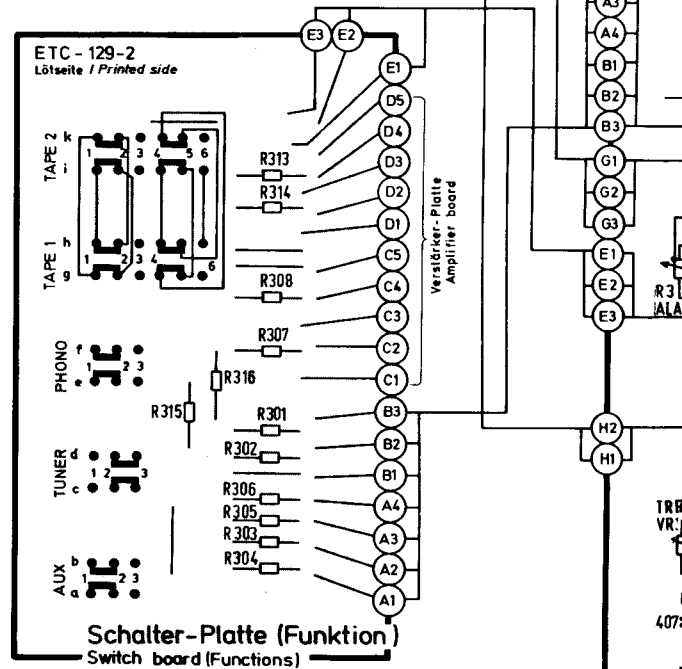 E3 E2
ETC-129-2
Lötseite / Printed side
E1
D5
D4
D3
D2
D1
C5
C4
C3
C2
C1
B3
B2
B1
A4
A3
A2
A1
Verstärker-Platte
Amplifier board
TAPE 2
k
1 2 3 4 5 6
i
TAPE 1
h
1 2 3 4 6
g
PHONO
f
1 2 3
e
TUNER
d
1 2 3
c
AUX
b
1 2 3
a
R313
R314
R308
R307
R316
R315
R301
R302
R306
R305
R303
R304
Schalter-Platte (Funktion)
Switch board (Functions)
A3
A4
B1
B2
B3
G1
G2
G3
E1
E2
E3
H2
H1
R3
ALA
VR
407